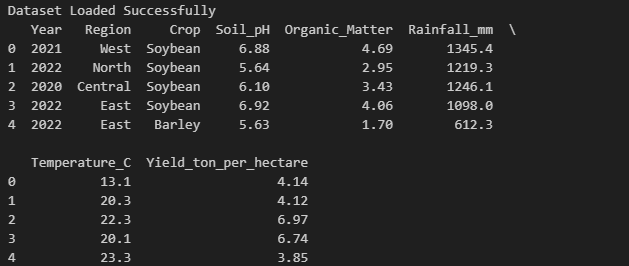 Dataset Loaded Successfully
   Year   Region     Crop  Soil_pH  Organic_Matter  Rainfall_mm  \
0  2021     West  Soybean     6.88            4.69       1345.4
1  2022    North  Soybean     5.64            2.95       1219.3
2  2020  Central  Soybean     6.10            3.43       1246.1
3  2022     East  Soybean     6.92            4.06       1098.0
4  2022     East   Barley     5.63            1.70        612.3
   Temperature_C  Yield_ton_per_hectare
0           13.1                   4.14
1           20.3                   4.12
2           22.3                   6.97
3           20.1                   6.74
4           23.3                   3.85